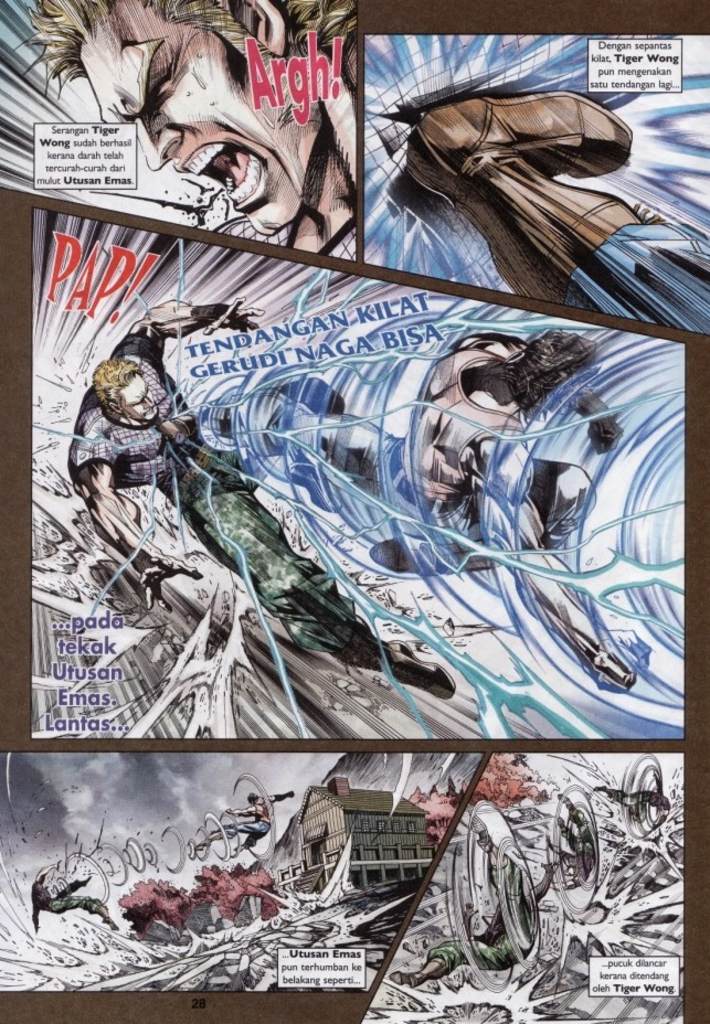 Argh!
Serangan Tiger
Wong sudah berhasil
kerana darah telah
tercurah-curah dari
mulut Utusan Emas.
Dengan sepantas
kilat, Tiger Wong
pun mengenakan
satu tendangan lagi...
PAP!
TENDANGAN KILAT
GERUDI NAGA BISA
...pada
tekak
Utusan
Emas.
Lantas...
...Utusan Emas
pun terhumban ke
belakang seperti...
...pucuk dilancar
kerana ditendang
oleh Tiger Wong.
28